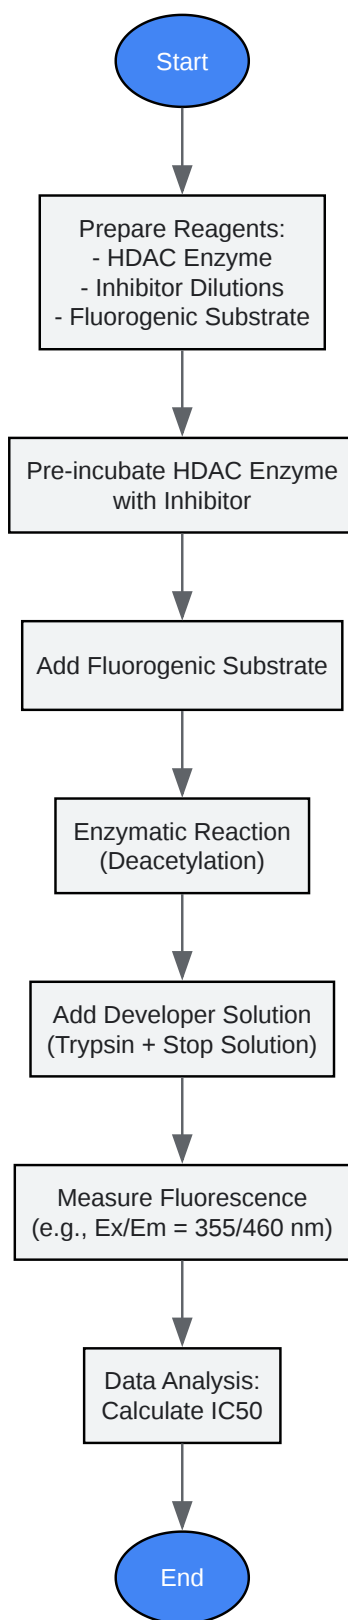 Start
Prepare Reagents:
- HDAC Enzyme
- Inhibitor Dilutions
- Fluorogenic Substrate
Pre-incubate HDAC Enzyme
with Inhibitor
Add Fluorogenic Substrate
Enzymatic Reaction
(Deacetylation)
Add Developer Solution
(Trypsin + Stop Solution)
Measure Fluorescence
(e.g., Ex/Em = 355/460 nm)
Data Analysis:
Calculate IC50
End